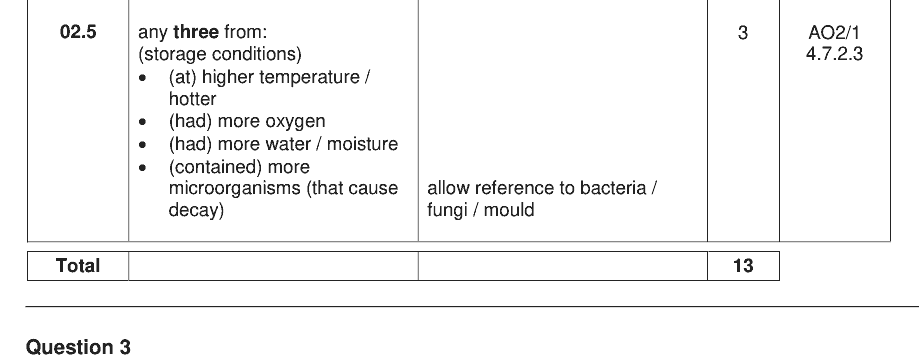 02.5
any three from:
3
AO2/1
(storage conditions)
4.7.2.3
• (at) higher temperature /
hotter
• (had) more oxygen
• (had) more water / moisture
• (contained) more
microorganisms (that cause
decay)
allow reference to bacteria /
fungi / mould
Total
13
Question 3